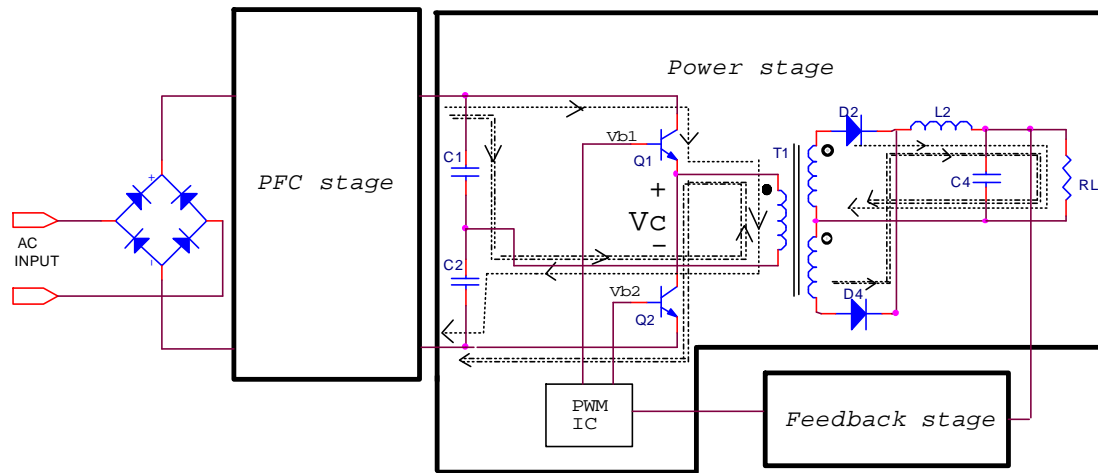 Power stage
PFC stage
AC
INPUT
+
-
C1
C2
Vb1
Q1
+
Vc
-
Vb2
Q2
T1
D2
L2
C4
RL
D4
PWM
IC
Feedback stage